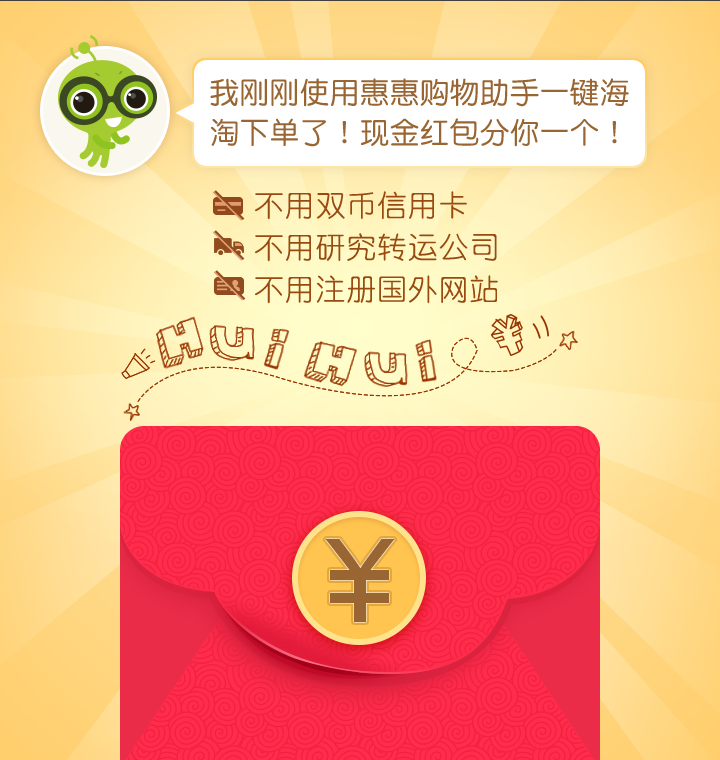 我刚刚使用惠惠购物助手一键海
淘下单了！现金红包分你一个！
不用双币信用卡
不用研究转运公司
不用注册国外网站
HUi HUi ¥
¥